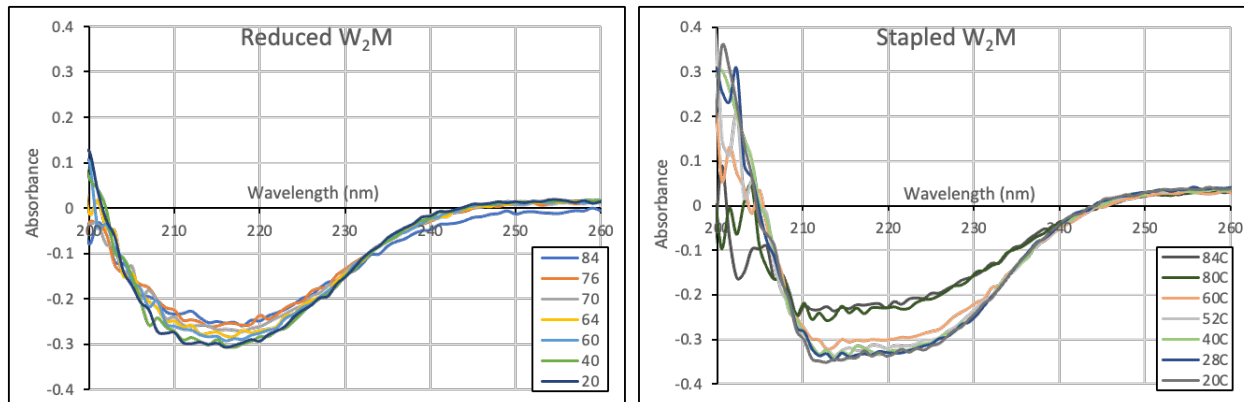 Reduced W₂M
0.4
0.3
0.2
0.1
0
-0.1
-0.2
-0.3
-0.4
Absorbance
Wavelength (nm)
200 210 220 230 240 250 260
84
76
70
64
60
40
20
Stapled W₂M
0.4
0.3
0.2
0.1
0
-0.1
-0.2
-0.3
-0.4
Absorbance
Wavelength (nm)
200 210 220 230 240 250 260
84C
80C
60C
52C
40C
28C
20C